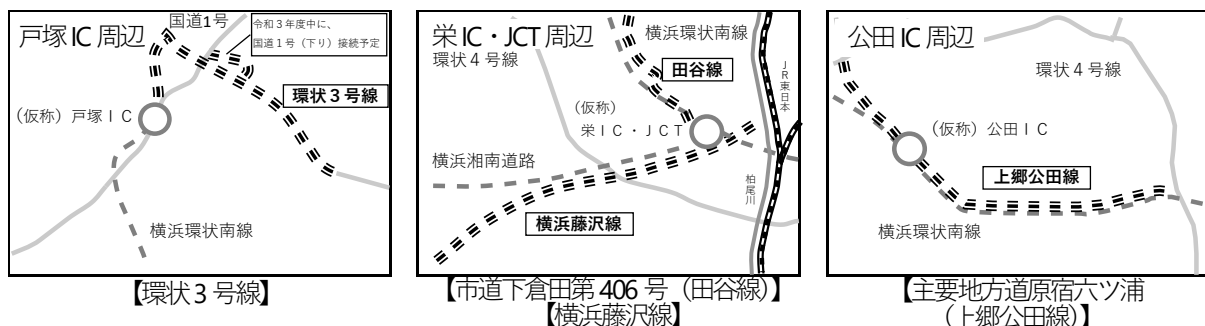 戸塚IC周辺
国道1号
令和3年度中に、
国道1号（下り）接続予定
環状3号線
（仮称）戸塚IC
横浜環状南線
【環状3号線】
栄IC・JCT周辺
横浜環状南線
環状4号線
田谷線
JR東日本
（仮称）
栄IC・JCT
横浜湘南道路
柏尾川
横浜藤沢線
【市道下倉田第406号（田谷線）】
【横浜藤沢線】
公田IC周辺
環状4号線
（仮称）公田IC
上郷公田線
横浜環状南線
【主要地方道原宿六ツ浦
（上郷公田線）】